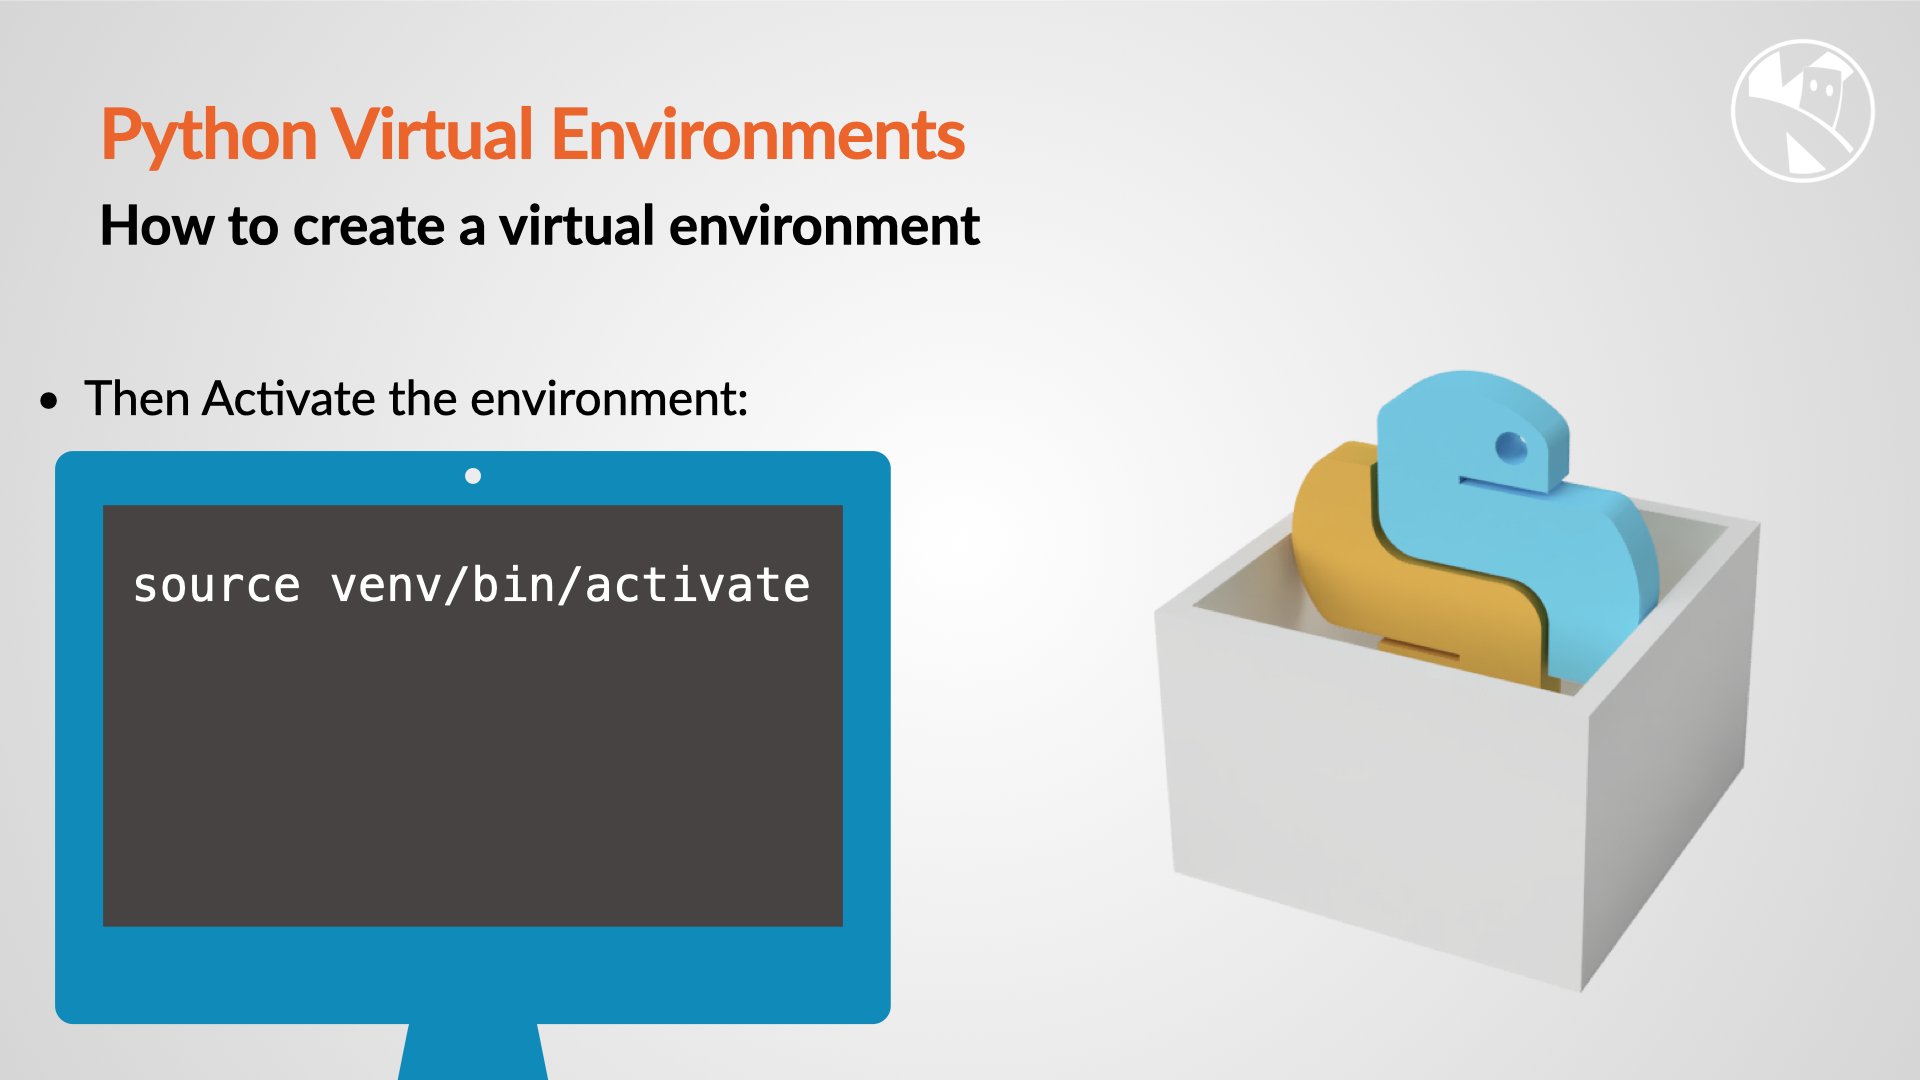 Python Virtual Environments
How to create a virtual environment
• Then Activate the environment:
source venv/bin/activate